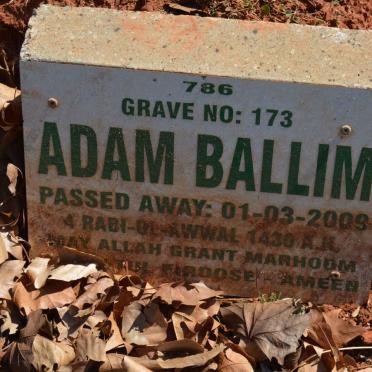 786
GRAVE NO: 173
ADAM BALLIM
PASSED AWAY: 01-03-2009
4 RABI-UL-AWWAL 1430 A.H.
MAY ALLAH GRANT MARHOOM
FIRDOSE AMEEN